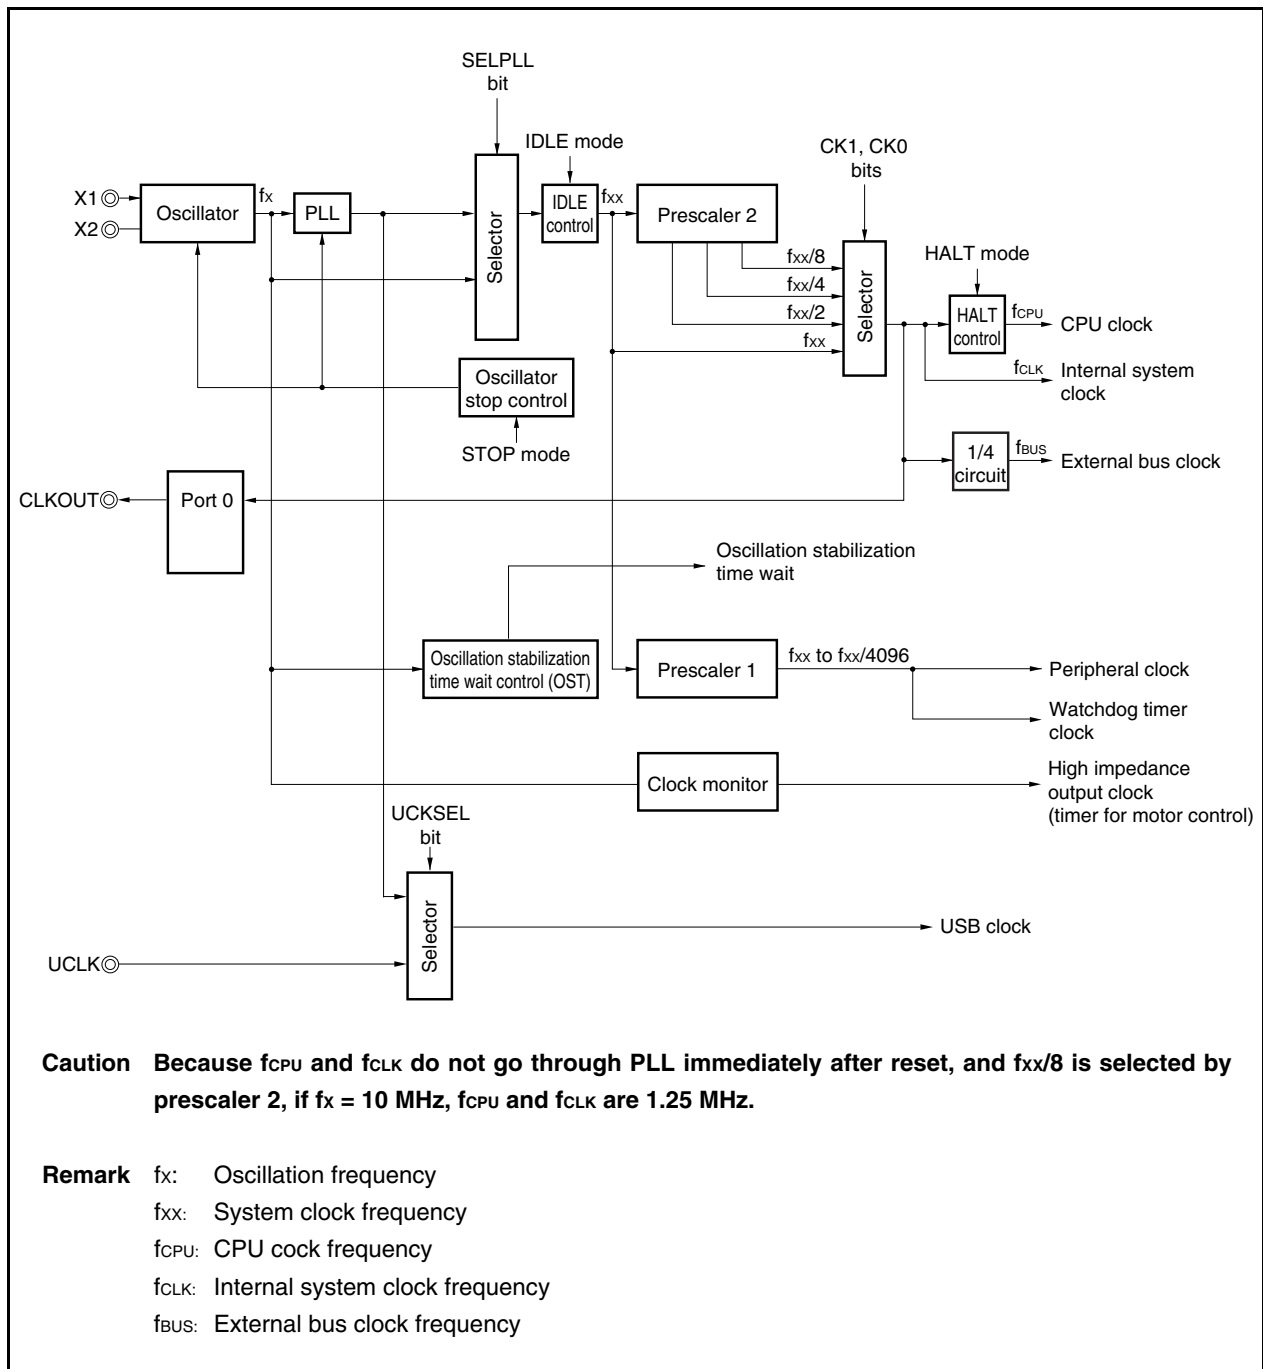 SELPLL
bit
IDLE mode
CK1, CK0
bits
X1
X2
Oscillator
fX
PLL
Selector
IDLE
control
fXX
Prescaler 2
fXX/8
fXX/4
fXX/2
fXX
Selector
HALT mode
HALT
control
fCPU
CPU clock
fCLK
Internal system
clock
Oscillator
stop control
STOP mode
1/4
circuit
fBUS
External bus clock
CLKOUT
Port 0
Oscillation stabilization
time wait
Oscillation stabilization
time wait control (OST)
Prescaler 1
fXX to fXX/4096
Peripheral clock
Watchdog timer
clock
Clock monitor
High impedance
output clock
(timer for motor control)
UCKSEL
bit
Selector
USB clock
UCLK
Caution Because fCPU and fCLK do not go through PLL immediately after reset, and fXX/8 is selected by
prescaler 2, if fX = 10 MHz, fCPU and fCLK are 1.25 MHz.
Remark fX: Oscillation frequency
fXX: System clock frequency
fCPU: CPU cock frequency
fCLK: Internal system clock frequency
fBUS: External bus clock frequency